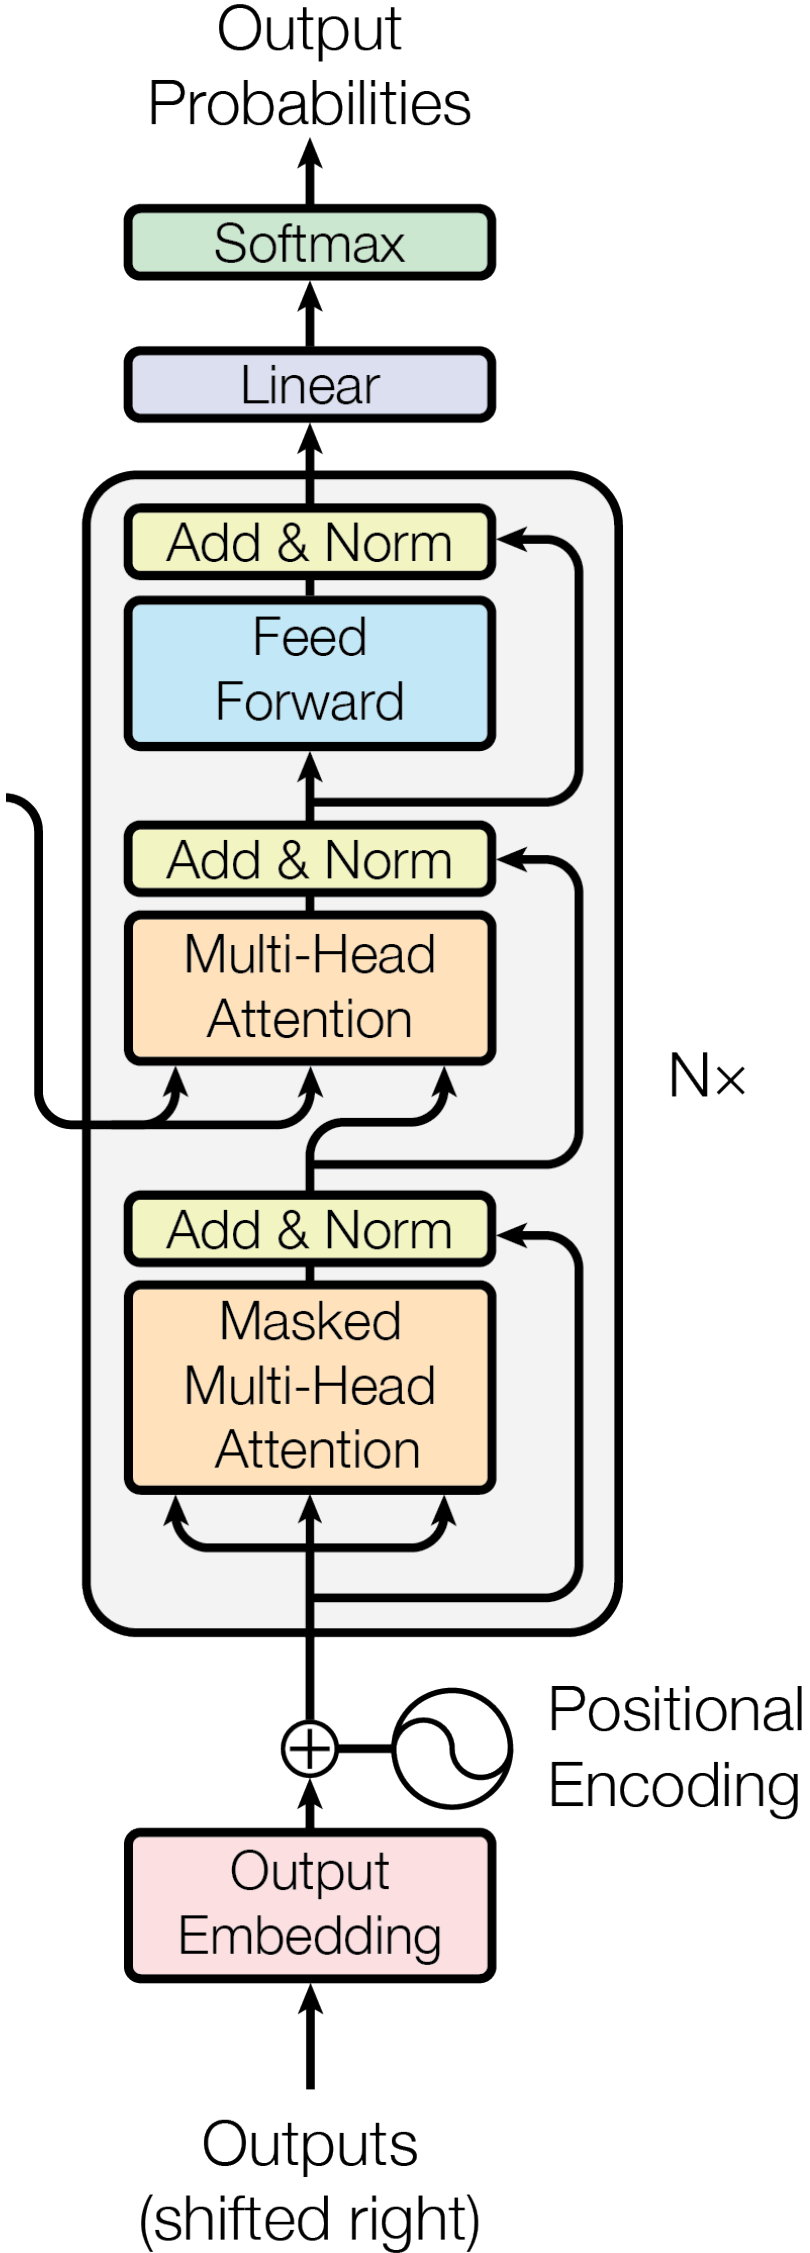 Output
Probabilities
Softmax
Linear
Add & Norm
Feed
Forward
Add & Norm
Multi-Head
Attention
N×
Add & Norm
Masked
Multi-Head
Attention
Positional
Encoding
Output
Embedding
Outputs
(shifted right)